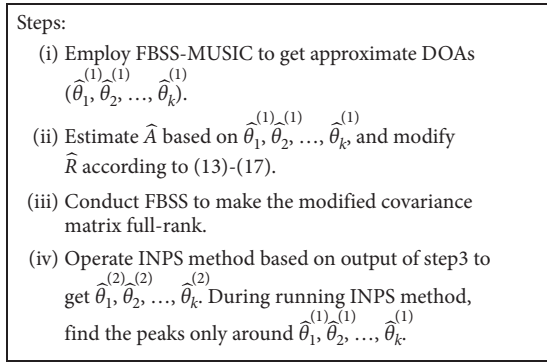 Steps:
(i) Employ FBSS-MUSIC to get approximate DOAs
(θ̂₁⁽¹⁾, θ̂₂⁽¹⁾, …, θ̂ₖ⁽¹⁾).
(ii) Estimate Â based on θ̂₁⁽¹⁾, θ̂₂⁽¹⁾, …, θ̂ₖ⁽¹⁾, and modify
R̂ according to (13)-(17).
(iii) Conduct FBSS to make the modified covariance
matrix full-rank.
(iv) Operate INPS method based on output of step3 to
get θ̂₁⁽²⁾, θ̂₂⁽²⁾, …, θ̂ₖ⁽²⁾. During running INPS method,
find the peaks only around θ̂₁⁽¹⁾, θ̂₂⁽¹⁾, …, θ̂ₖ⁽¹⁾.